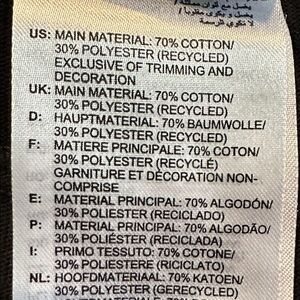 US: MAIN MATERIAL: 70% COTTON/
30% POLYESTER (RECYCLED)
EXCLUSIVE OF TRIMMING AND
DECORATION
UK: MAIN MATERIAL: 70% COTTON/
30% POLYESTER (RECYCLED)
D: HAUPTMATERIAL: 70% BAUMWOLLE/
30% POLYESTER (RECYCLED)
F: MATIERE PRINCIPALE: 70% COTON/
30% POLYESTER (RECYCLÉ)
GARNITURE ET DÉCORATION NON-
COMPRISE
E: MATERIAL PRINCIPAL: 70% ALGODÓN/
30% POLIESTER (RECICLADO)
P: MATERIAL PRINCIPAL: 70% ALGODÃO/
30% POLIÉSTER (RECICLADA)
I: PRIMO TESSUTO: 70% COTONE/
30% POLIESTERE (RICICLATO)
NL: HOOFDMATERIAAL: 70% KATOEN/
30% POLYESTER (GERECYCLED)